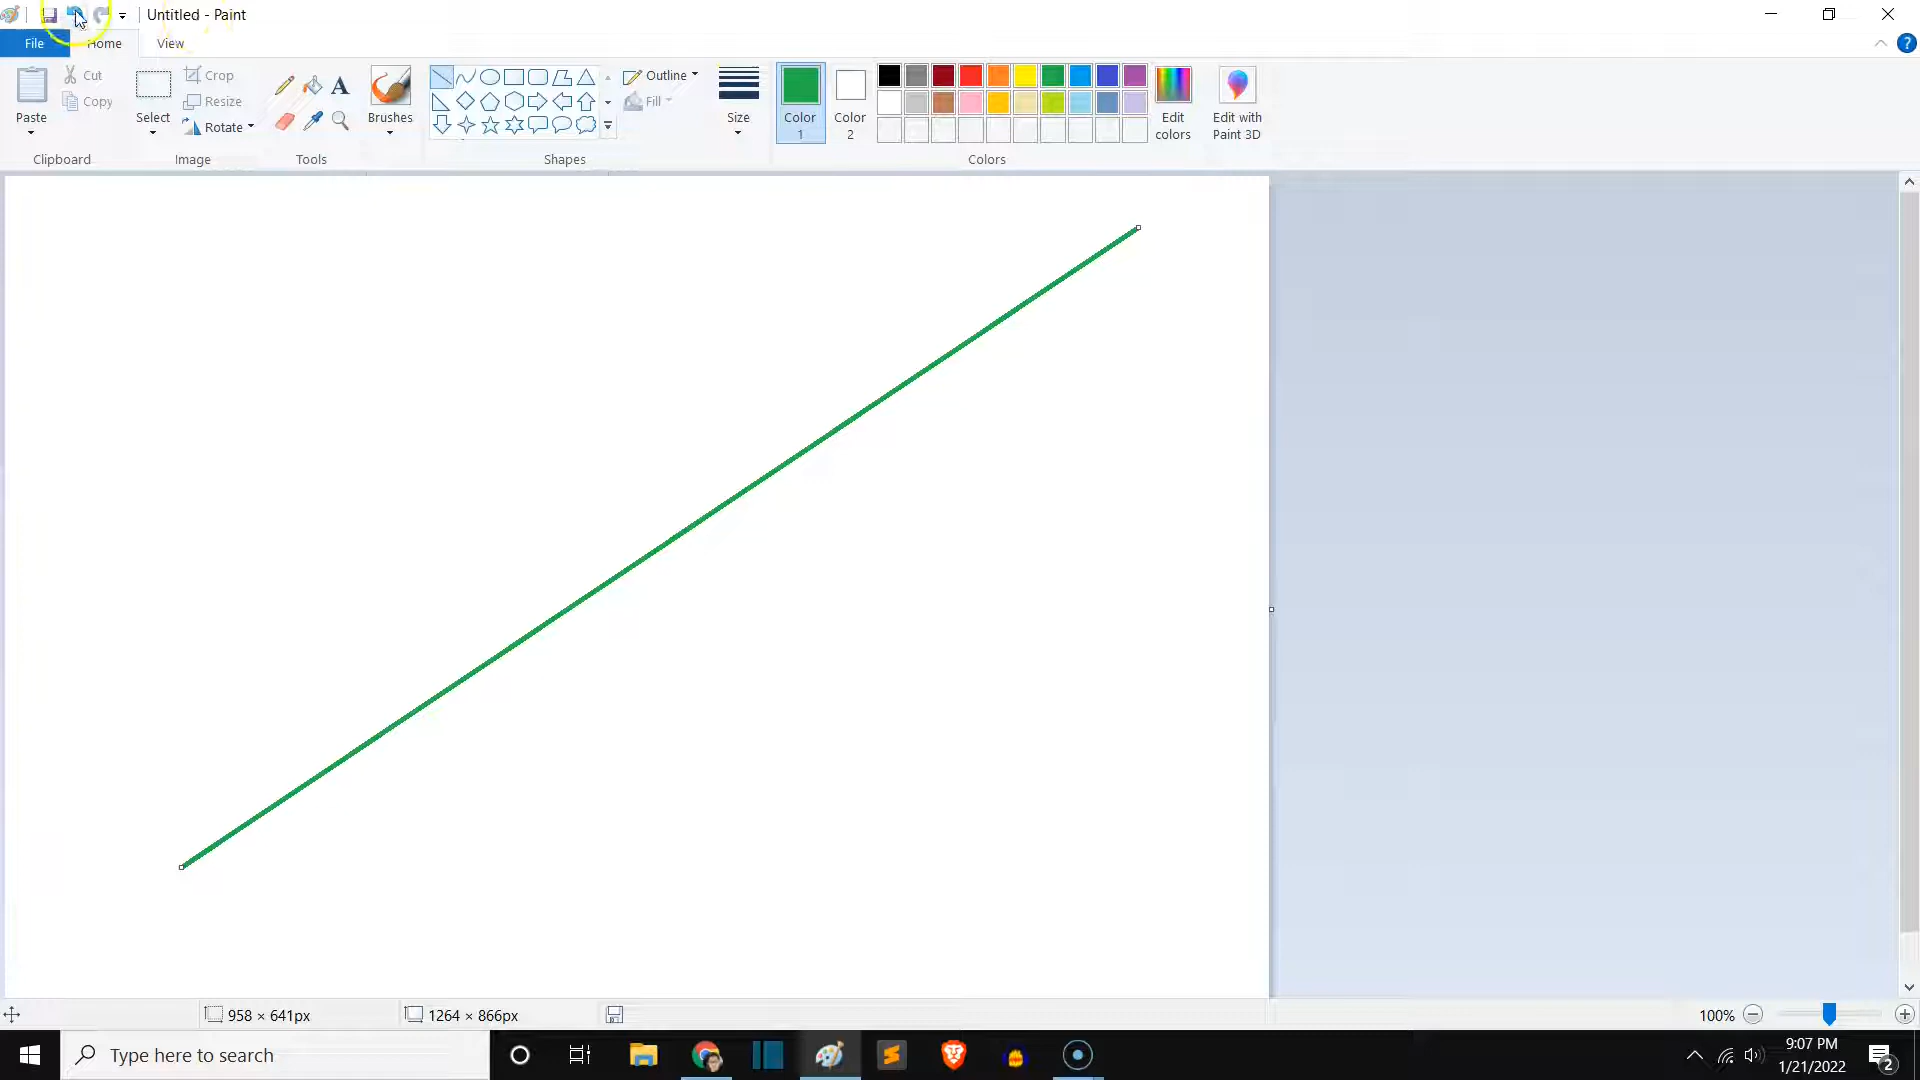 Untitled - Paint
File Home View
Paste
Cut
Copy
Clipboard
Select
Crop
Resize
Rotate
Image
A
Tools
Brushes
Shapes
Outline
Fill
Size
Color
1
Color
2
Edit
colors
Edit with
Paint 3D
Colors
958 × 641px 1264 × 866px 100%
Type here to search
9:07 PM
1/21/2022
2